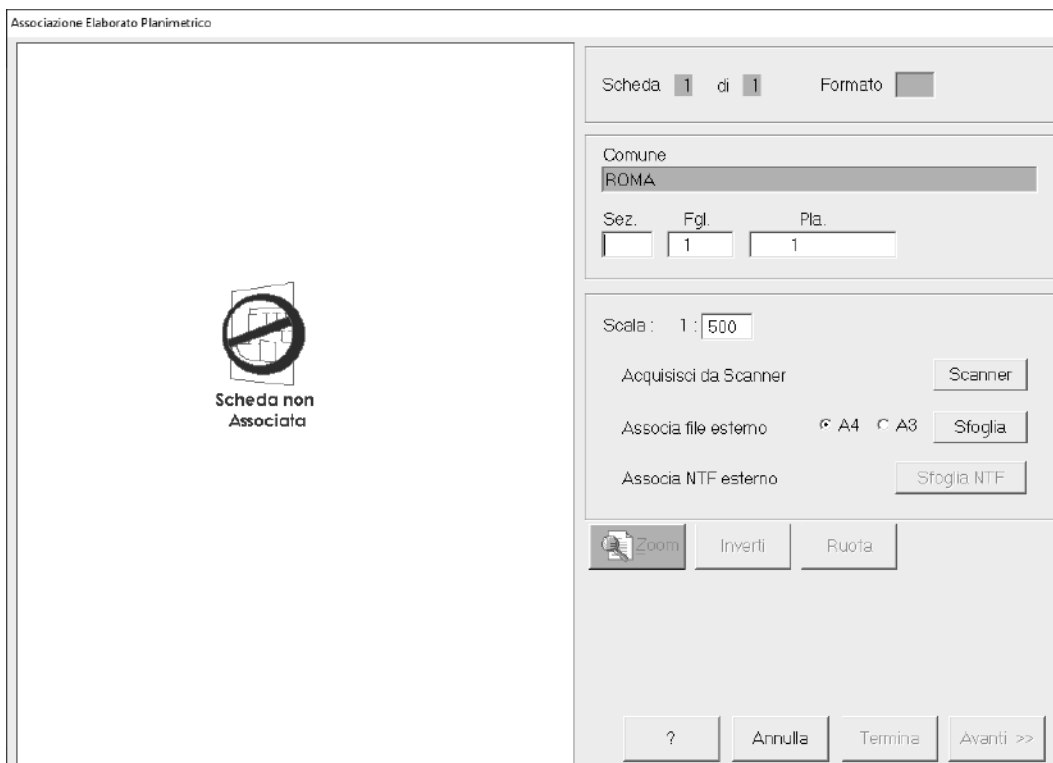 Associazione Elaborato Planimetrico
Scheda 1 di 1 Formato
Comune
ROMA
Sez. Fgl. Pla.
1 1
Scala : 1 : 500
Acquisisci da Scanner Scanner
Associa file esterno A4 A3 Sfoglia
Associa NTF esterno Sfoglia NTF
Zoom Inverti Ruota
Scheda non
Associata
? Annulla Termina Avanti >>